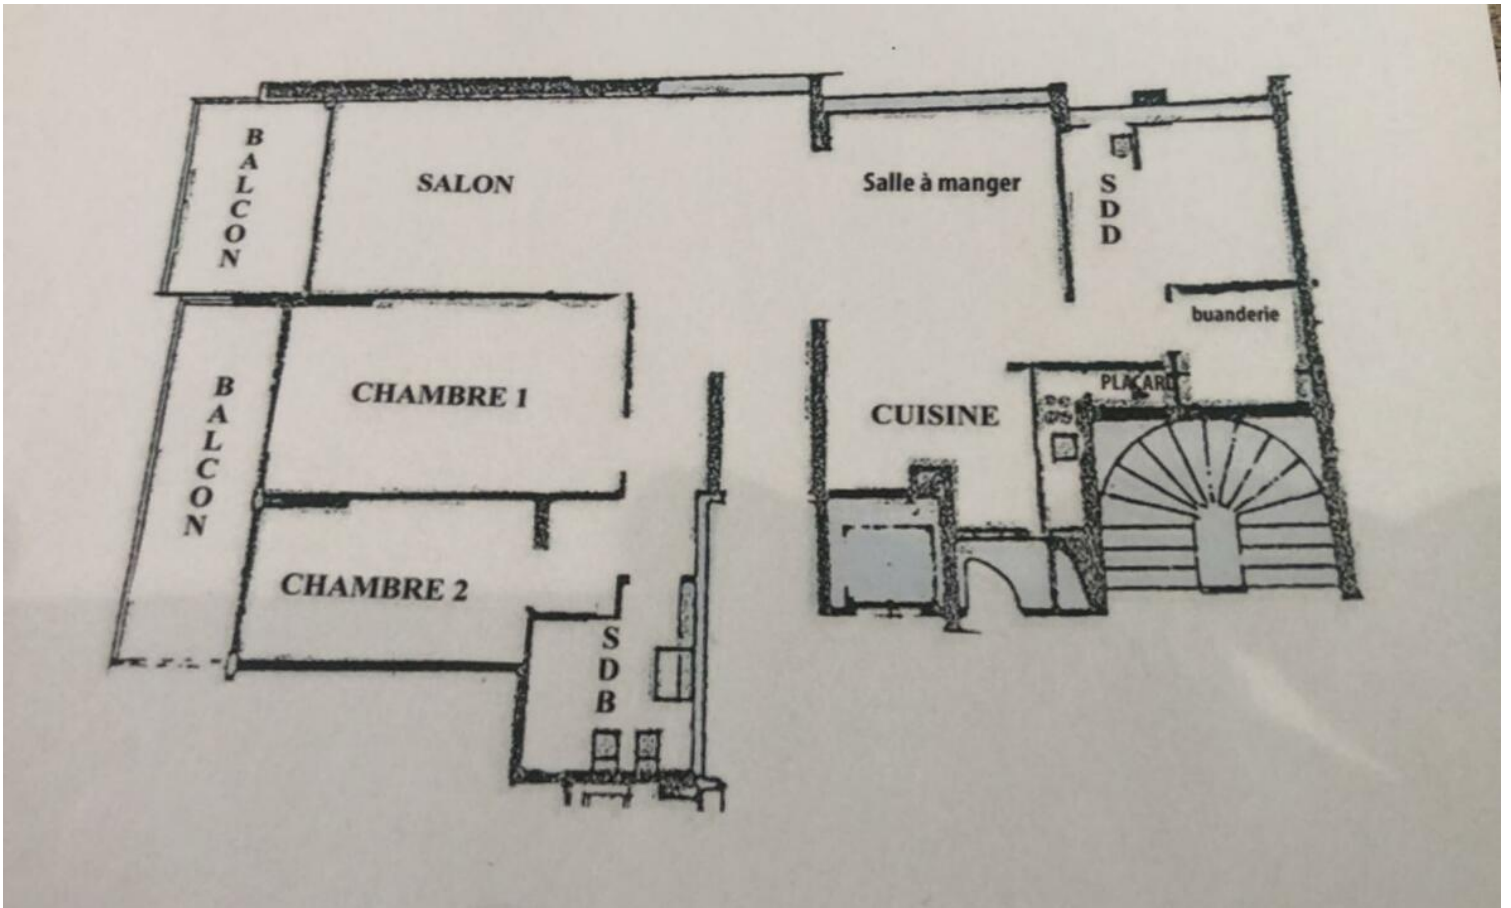 BALCON
SALON
Salle à manger
SDD
buanderie
BALCON
CHAMBRE 1
PLACARD
CUISINE
CHAMBRE 2
SDB